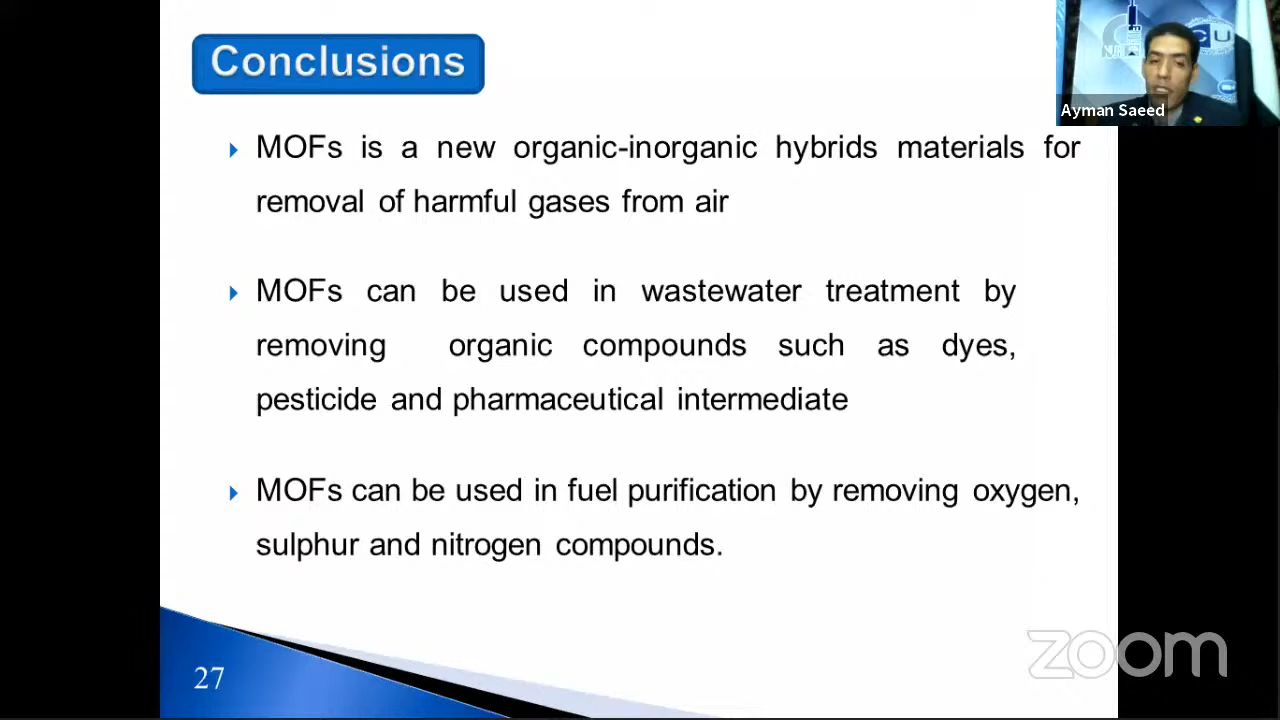 Conclusions
MOFs is a new organic-inorganic hybrids materials for
removal of harmful gases from air
MOFs can be used in wastewater treatment by
removing organic compounds such as dyes,
pesticide and pharmaceutical intermediate
MOFs can be used in fuel purification by removing oxygen,
sulphur and nitrogen compounds.
27
Ayman Saeed
CU
zoom